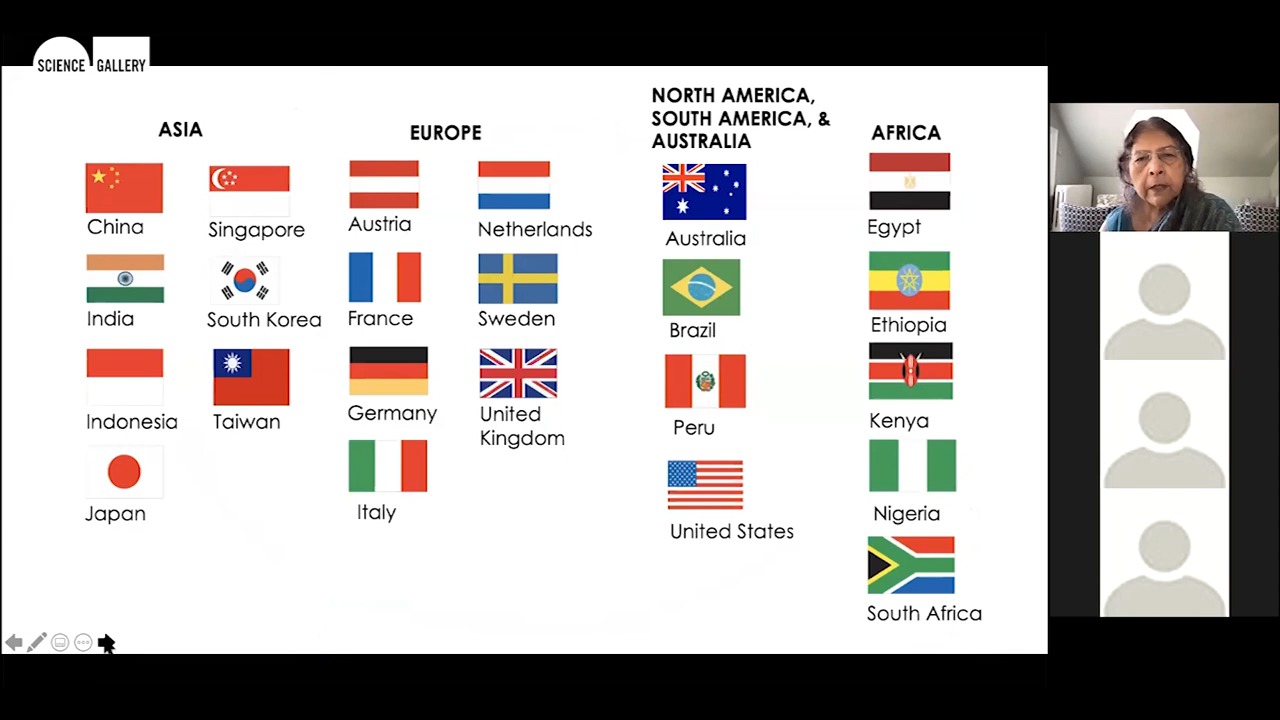 SCIENCE GALLERY
ASIA
China
Singapore
India
South Korea
Indonesia
Taiwan
Japan
EUROPE
Austria
Netherlands
France
Sweden
Germany
United
Kingdom
Italy
NORTH AMERICA,
SOUTH AMERICA, &
AUSTRALIA
Australia
Brazil
Peru
United States
AFRICA
Egypt
Ethiopia
Kenya
Nigeria
South Africa